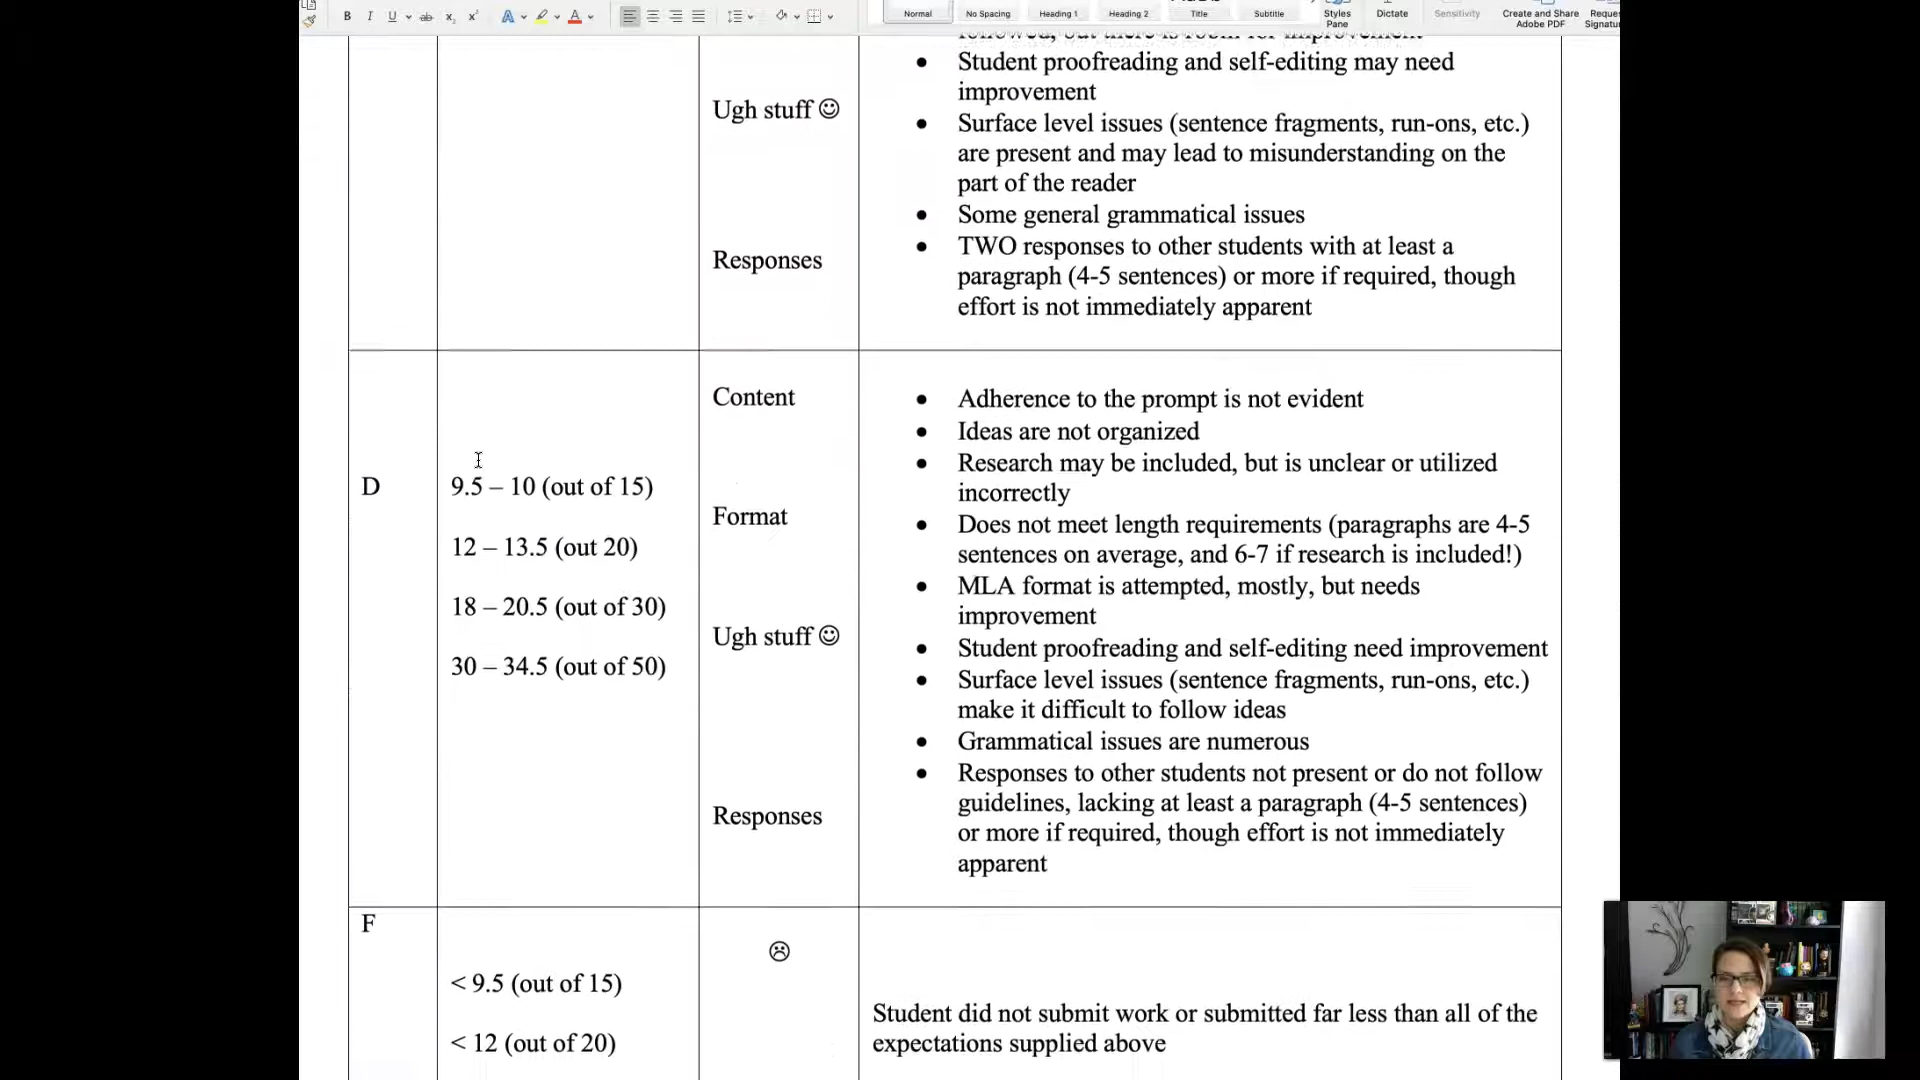 B I U ab x₂ x² A A
Normal No Spacing Heading 1 Heading 2 Title Subtitle Styles Pane Dictate Sensitivity Create and Share Adobe PDF
improvement
Student proofreading and self-editing may need
improvement
Ugh stuff ☺
Surface level issues (sentence fragments, run-ons, etc.)
are present and may lead to misunderstanding on the
part of the reader
Some general grammatical issues
Responses
TWO responses to other students with at least a
paragraph (4-5 sentences) or more if required, though
effort is not immediately apparent
D
9.5 – 10 (out of 15)
12 – 13.5 (out 20)
18 – 20.5 (out of 30)
30 – 34.5 (out of 50)
Content
Format
Ugh stuff ☺
Responses
Adherence to the prompt is not evident
Ideas are not organized
Research may be included, but is unclear or utilized
incorrectly
Does not meet length requirements (paragraphs are 4-5
sentences on average, and 6-7 if research is included!)
MLA format is attempted, mostly, but needs
improvement
Student proofreading and self-editing need improvement
Surface level issues (sentence fragments, run-ons, etc.)
make it difficult to follow ideas
Grammatical issues are numerous
Responses to other students not present or do not follow
guidelines, lacking at least a paragraph (4-5 sentences)
or more if required, though effort is not immediately
apparent
F
< 9.5 (out of 15)
< 12 (out of 20)
☹
Student did not submit work or submitted far less than all of the
expectations supplied above